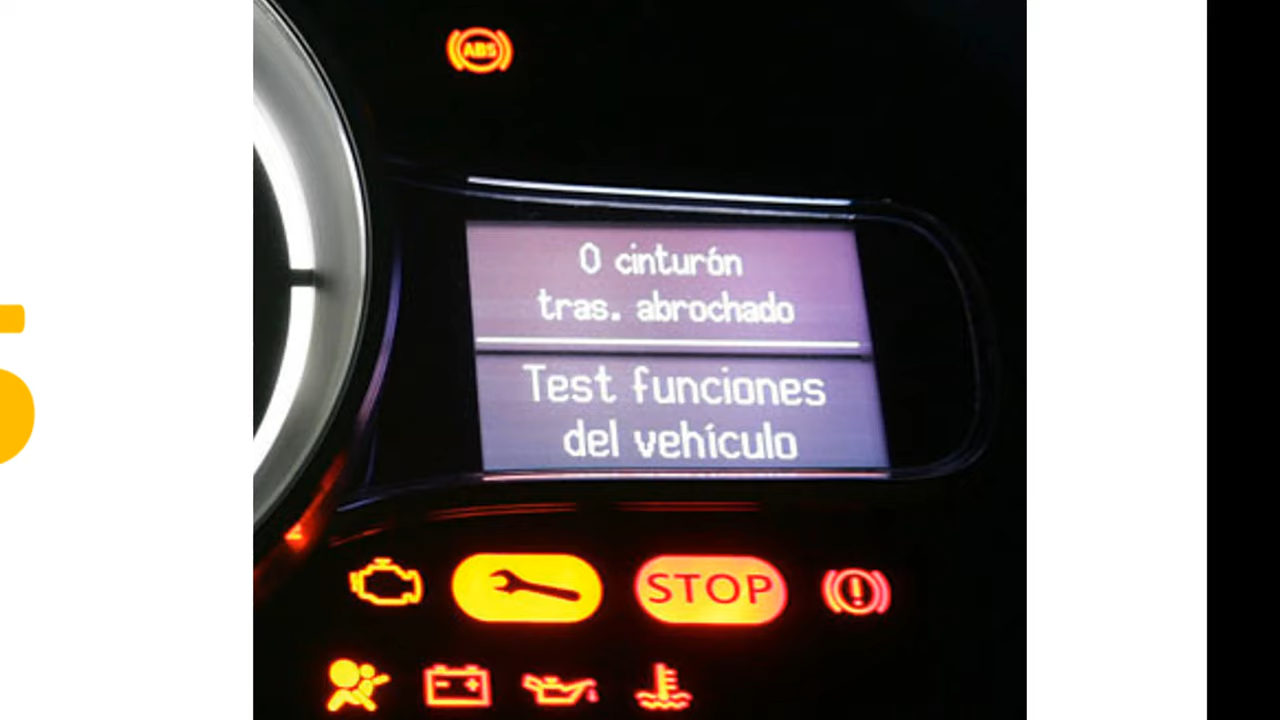 ABS
0 cinturón
tras. abrochado
Test funciones
del vehículo
STOP